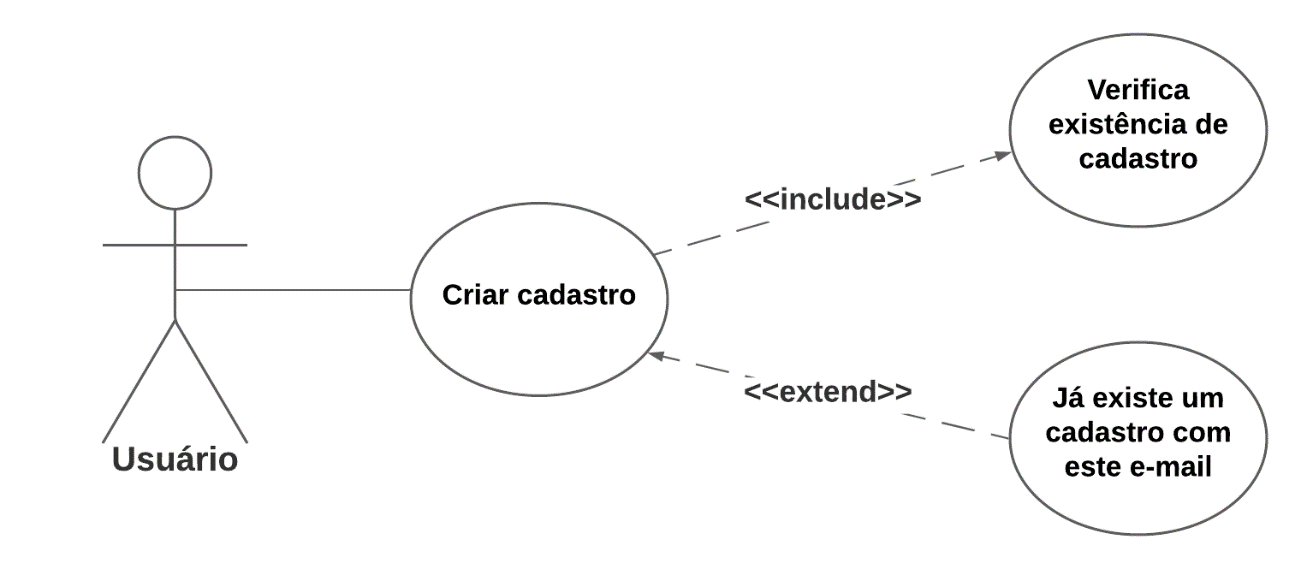 Verifica
existência de
cadastro
<<include>>
Criar cadastro
<<extend>>
Já existe um
cadastro com
este e-mail
Usuário